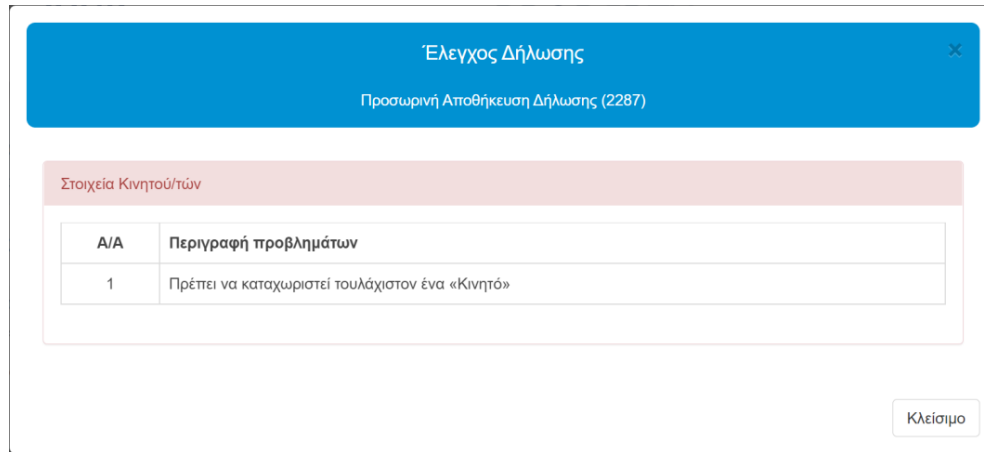 Έλεγχος Δήλωσης
×
Προσωρινή Αποθήκευση Δήλωσης (2287)
Στοιχεία Κινητού/τών
Α/Α Περιγραφή προβλημάτων
1 Πρέπει να καταχωριστεί τουλάχιστον ένα «Κινητό»
Κλείσιμο